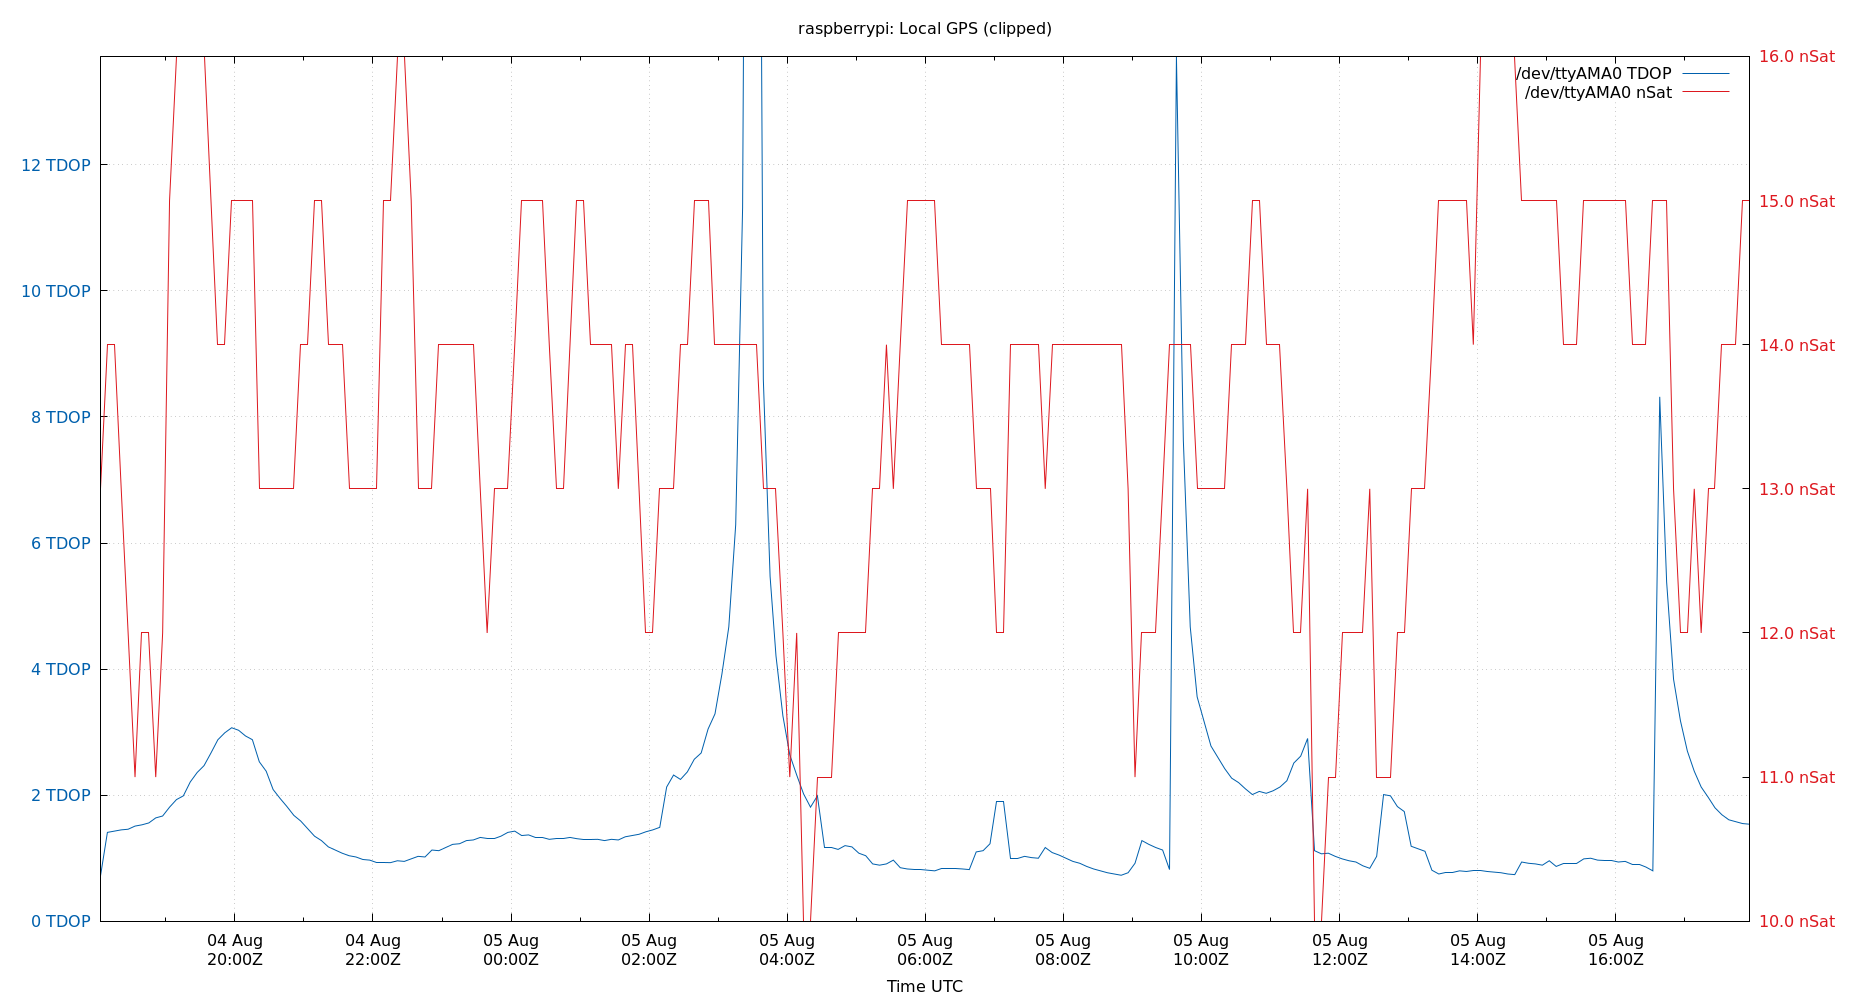 raspberrypi: Local GPS (clipped)
/dev/ttyAMA0 TDOP
/dev/ttyAMA0 nSat
12 TDOP
10 TDOP
8 TDOP
6 TDOP
4 TDOP
2 TDOP
0 TDOP
16.0 nSat
15.0 nSat
14.0 nSat
13.0 nSat
12.0 nSat
11.0 nSat
10.0 nSat
04 Aug
20:00Z
04 Aug
22:00Z
05 Aug
00:00Z
05 Aug
02:00Z
05 Aug
04:00Z
05 Aug
06:00Z
05 Aug
08:00Z
05 Aug
10:00Z
05 Aug
12:00Z
05 Aug
14:00Z
05 Aug
16:00Z
Time UTC